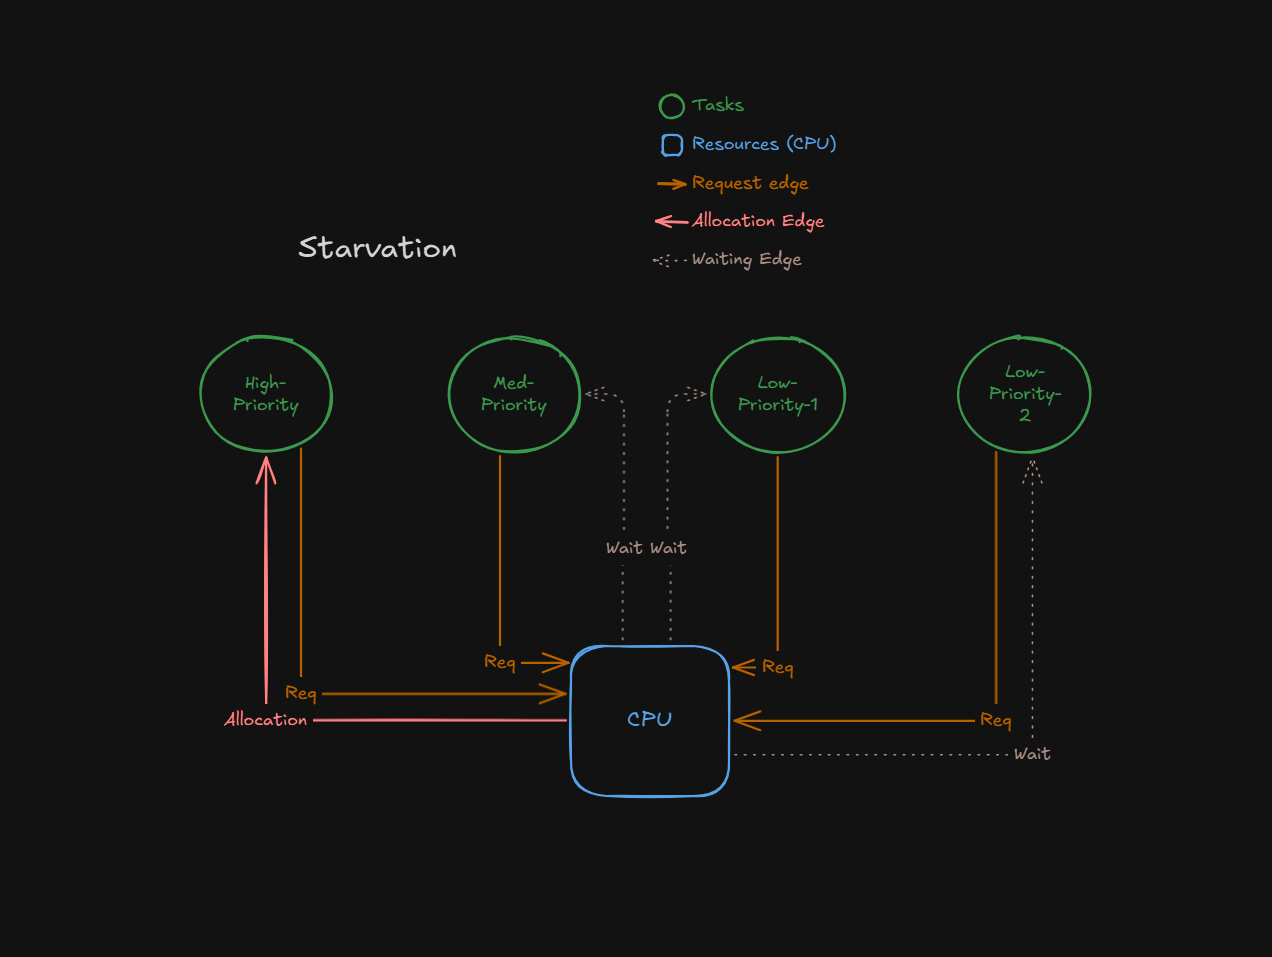 Tasks
Resources (CPU)
Request edge
Allocation Edge
Waiting Edge
Starvation
High-
Priority
Med-
Priority
Low-
Priority-1
Low-
Priority-
2
Wait
Wait
Req
Req
Req
Allocation
CPU
Req
Wait